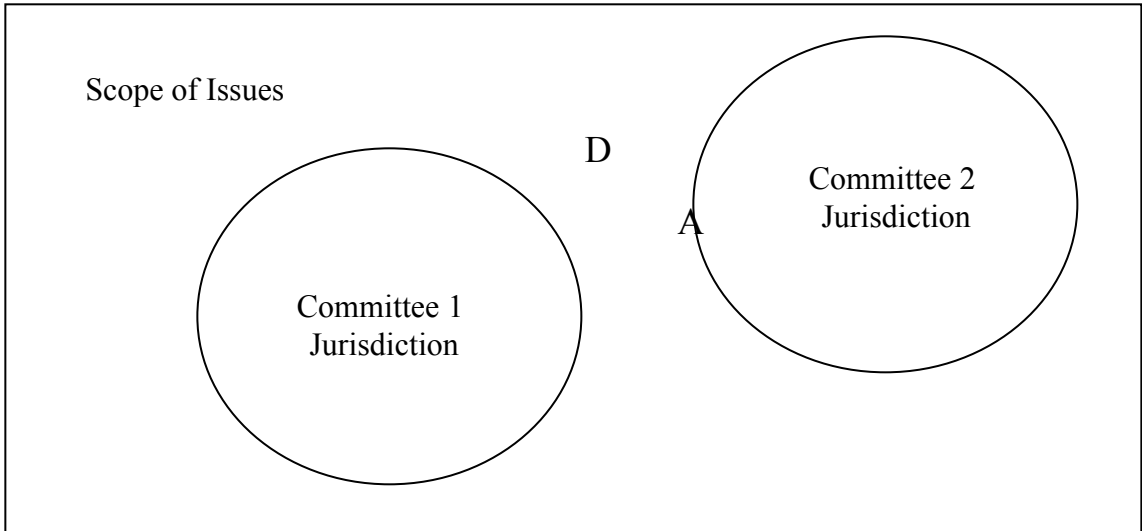 Scope of Issues
D
Committee 2
Jurisdiction
A
Committee 1
Jurisdiction